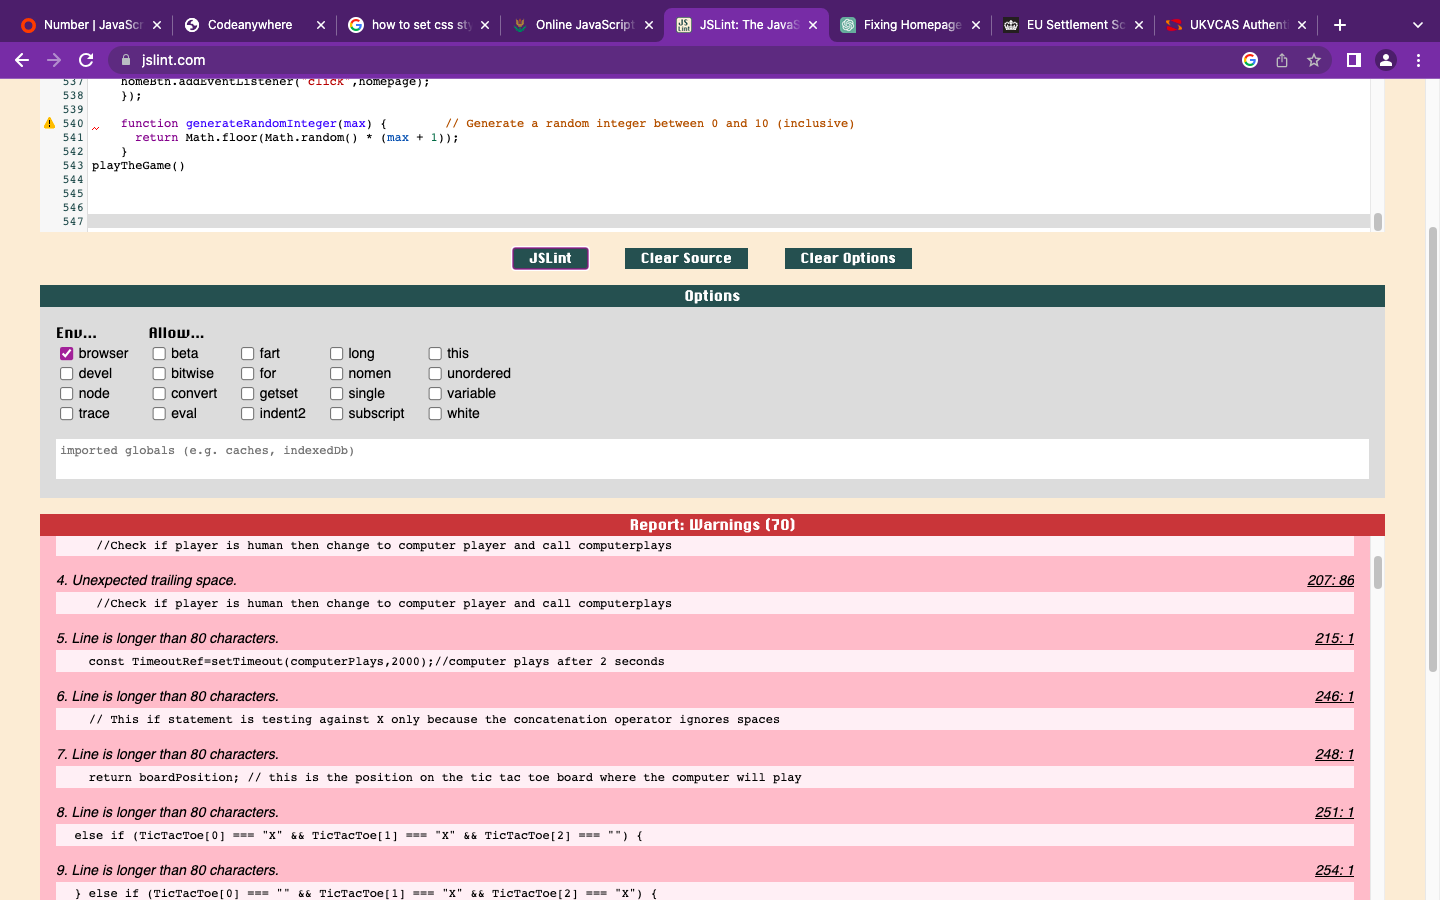 Number | JavaScr
Codeanywhere
how to set css sty
Online JavaScript
JSLint: The JavaS
Fixing Homepage
EU Settlement Sc
UKVCAS Authent
jslint.com
537 homeBtn.addEventListener("click",homepage);
538 });
539
540 function generateRandomInteger(max) { // Generate a random integer between 0 and 10 (inclusive)
541 return Math.floor(Math.random() * (max + 1));
542 }
543 playTheGame()
544
545
546
547
JSLint Clear Source Clear Options
Options
Env... Allow...
browser beta fart long this
devel bitwise for nomen unordered
node convert getset single variable
trace eval indent2 subscript white
imported globals (e.g. caches, indexedDb)
Report: Warnings (70)
//Check if player is human then change to computer player and call computerplays
4. Unexpected trailing space. 207: 86
//Check if player is human then change to computer player and call computerplays
5. Line is longer than 80 characters. 215: 1
const TimeoutRef=setTimeout(computerPlays,2000);//computer plays after 2 seconds
6. Line is longer than 80 characters. 246: 1
// This if statement is testing against X only because the concatenation operator ignores spaces
7. Line is longer than 80 characters. 248: 1
return boardPosition; // this is the position on the tic tac toe board where the computer will play
8. Line is longer than 80 characters. 251: 1
else if (TicTacToe[0] === "X" && TicTacToe[1] === "X" && TicTacToe[2] === "") {
9. Line is longer than 80 characters. 254: 1
} else if (TicTacToe[0] === "" && TicTacToe[1] === "X" && TicTacToe[2] === "X") {